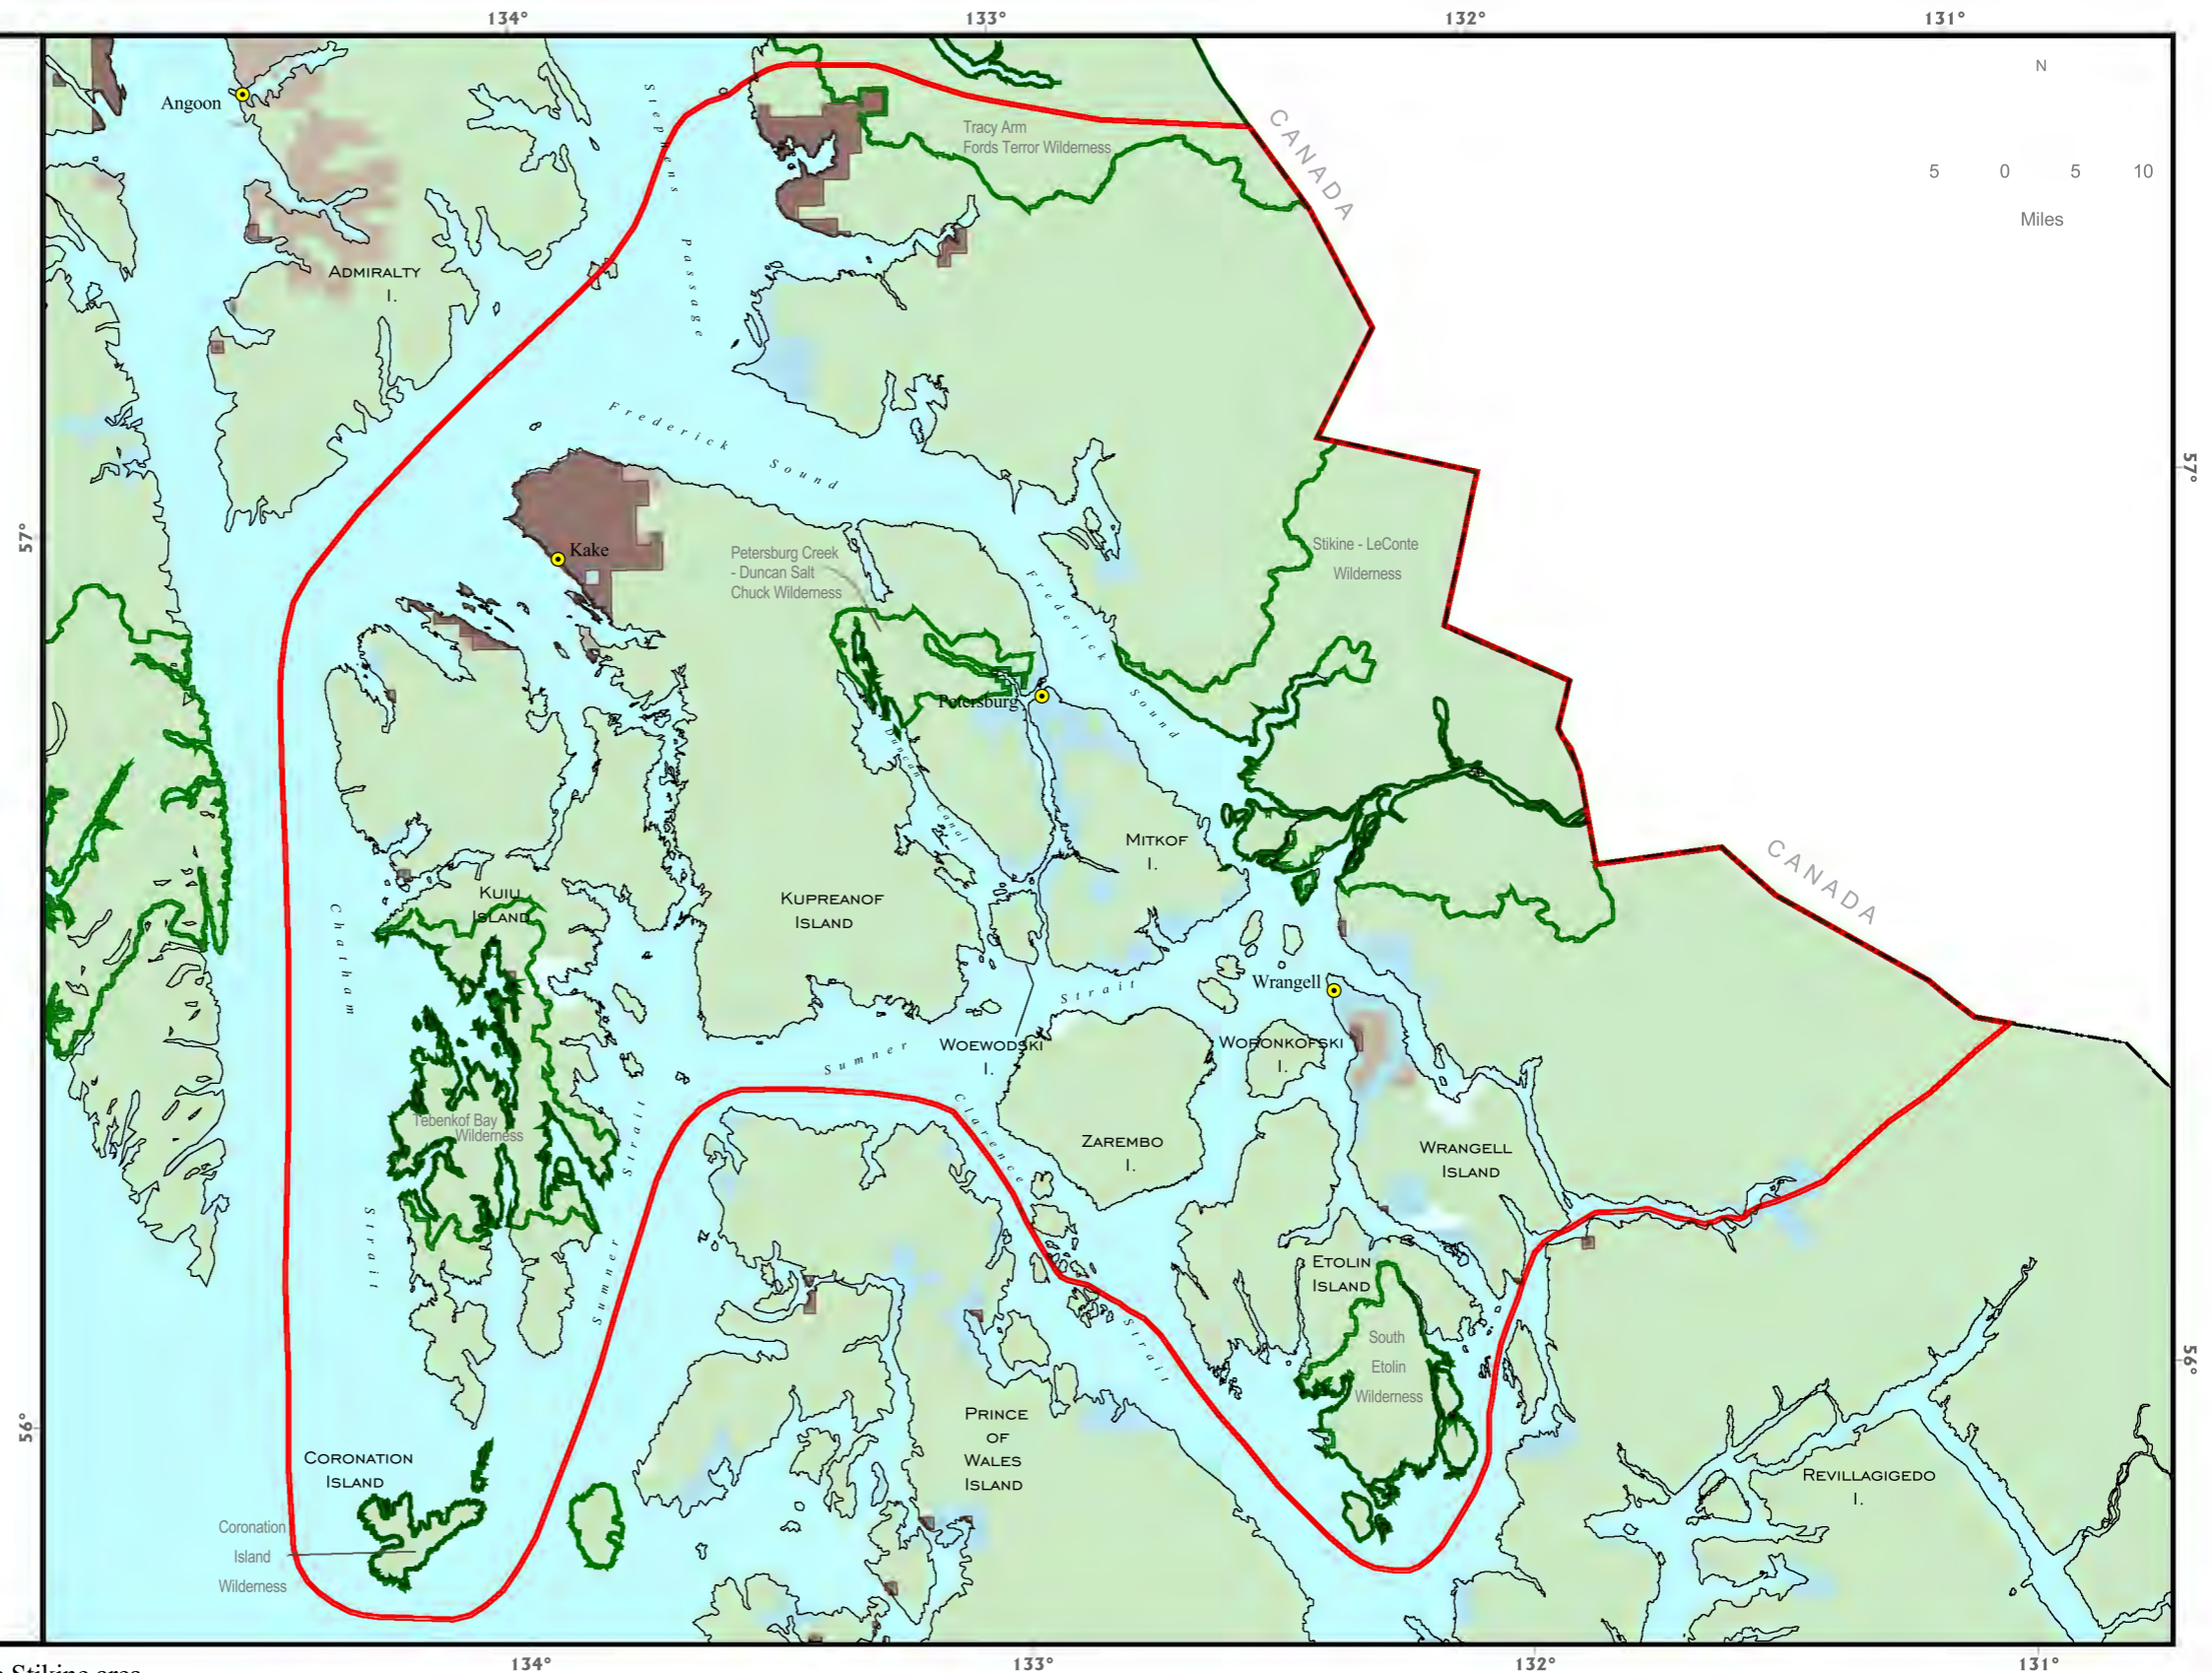 134°
133°
132°
131°
N
Angoon
Stephens Passage
Tracy Arm
Fords Terror Wilderness
CANADA
5 0 5 10
Miles
ADMIRALTY
I.
Frederick Sound
57°
57°
Kake
Petersburg Creek
- Duncan Salt
Chuck Wilderness
Stikine - LeConte
Wilderness
Frederick Sound
Petersburg
Duncan Canal
MITKOF
I.
CANADA
KUIU
ISLAND
KUPREANOF
ISLAND
Chatham Strait
Wrangell
Sumner Strait
WOEWODSKI
I.
WORONKOFSKI
I.
Tebenkof Bay
Wilderness
Sumner Strait
Clarence Strait
ZAREMBO
I.
WRANGELL
ISLAND
ETOLIN
ISLAND
South
Etolin
Wilderness
56°
56°
PRINCE
OF
WALES
ISLAND
CORONATION
ISLAND
REVILLAGIGEDO
I.
Coronation
Island
Wilderness
134°
133°
132°
131°
Stikine area